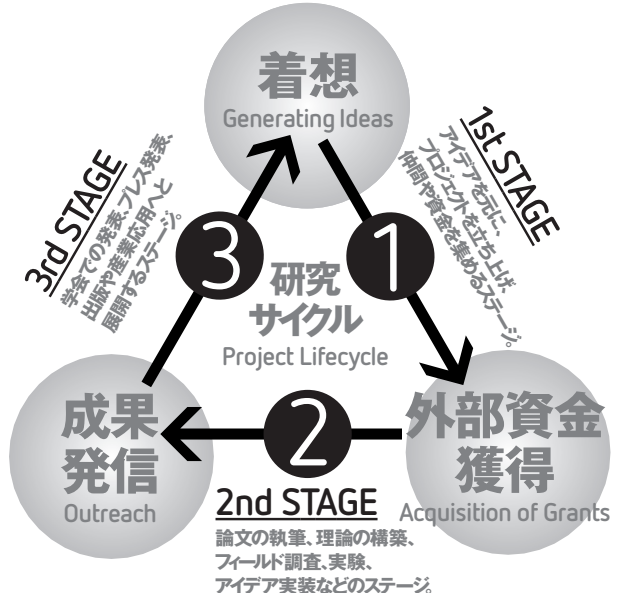 着想
Generating Ideas
1st STAGE
アイデアを元に、
プロジェクトを立ち上げ、
仲間や資金を集めるステージ。
3rd STAGE
学会での発表、プレス発表、
出版や産業応用へと
展開するステージ。
3
1
研究
サイクル
Project Lifecycle
成果
発信
Outreach
2
外部資金
獲得
Acquisition of Grants
2nd STAGE
論文の執筆、理論の構築、
フィールド調査、実験、
アイデア実装などのステージ。